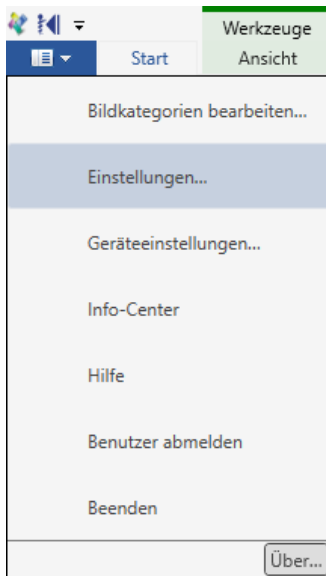 Werkzeuge
Start
Ansicht
Bildkategorien bearbeiten...
Einstellungen...
Geräteeinstellungen...
Info-Center
Hilfe
Benutzer abmelden
Beenden
Über...